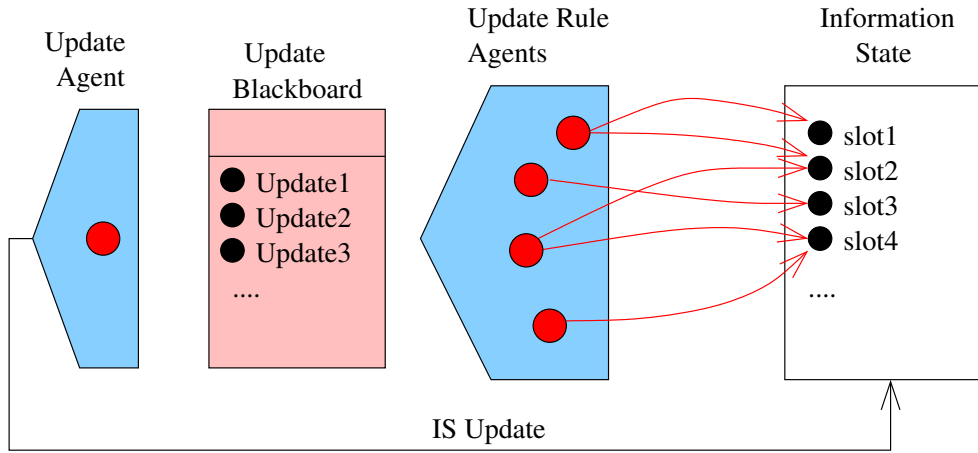 Update
Agent
Update
Blackboard
Update Rule
Agents
Information
State
Update1
Update2
Update3
....
slot1
slot2
slot3
slot4
....
IS Update